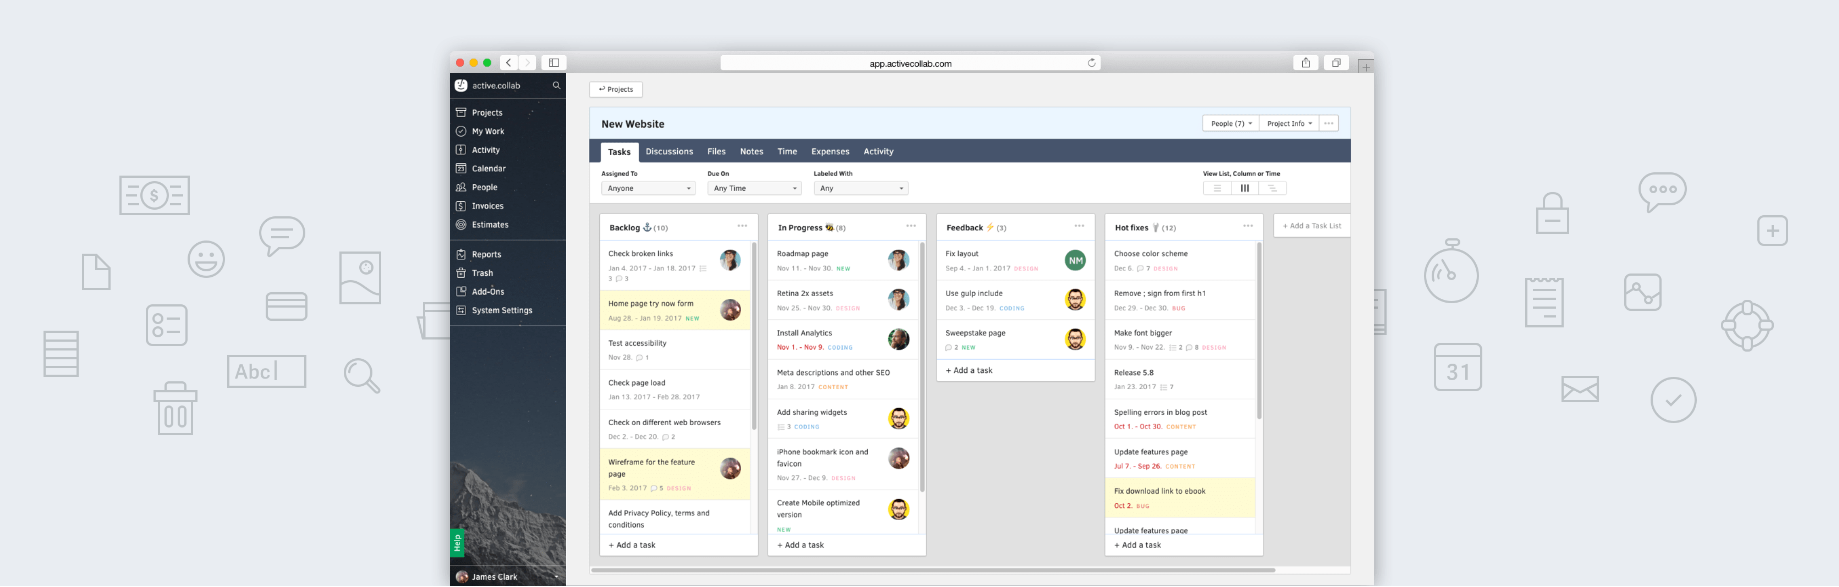 app.activecollab.com
active.collab
Projects
My Work
Activity
Calendar
People
Invoices
Estimates
Reports
Trash
Add-Ons
System Settings
Help
James Clark
Projects
New Website
People (7)
Project Info
Tasks
Discussions
Files
Notes
Time
Expenses
Activity
Assigned To
Due On
Labeled With
View List, Column or Time
Anyone
Any Time
Any
Backlog (10)
Check broken links
Jan 4. 2017 - Jan 18. 2017
3 3
Home page try now form
Aug 28. - Jan 19. 2017 NEW
Test accessibility
Nov 28. 1
Check page load
Jan 13. 2017 - Feb 28. 2017
Check on different web browsers
Dec 2. - Dec 20. 2
Wireframe for the feature
page
Feb 3. 2017 5 DESIGN
Add Privacy Policy, terms and
conditions
+ Add a task
In Progress (8)
Roadmap page
Nov 11. - Nov 30. NEW
Retina 2x assets
Nov 25. - Nov 30. DESIGN
Install Analytics
Nov 1. - Nov 9. CODING
Meta descriptions and other SEO
Jan 8. 2017 CONTENT
Add sharing widgets
3 CODING
iPhone bookmark icon and
favicon
Nov 27. - Dec 9. DESIGN
Create Mobile optimized
version
NEW
+ Add a task
Feedback (3)
Fix layout
Sep 4. - Jan 1. 2017 DESIGN
NM
Use gulp include
Dec 3. - Dec 19. CODING
Sweepstake page
2 NEW
+ Add a task
Hot fixes (12)
Choose color scheme
Dec 6. 7 DESIGN
Remove ; sign from first h1
Dec 29. - Dec 30. BUG
Make font bigger
Nov 9. - Nov 22. 2 8 DESIGN
Release 5.8
Jan 23. 2017 7
Spelling errors in blog post
Oct 1. - Oct 30. CONTENT
Update features page
Jul 7. - Sep 26. CONTENT
Fix download link to ebook
Oct 2. BUG
Update features page
+ Add a task
+ Add a Task List
$
Abc
31